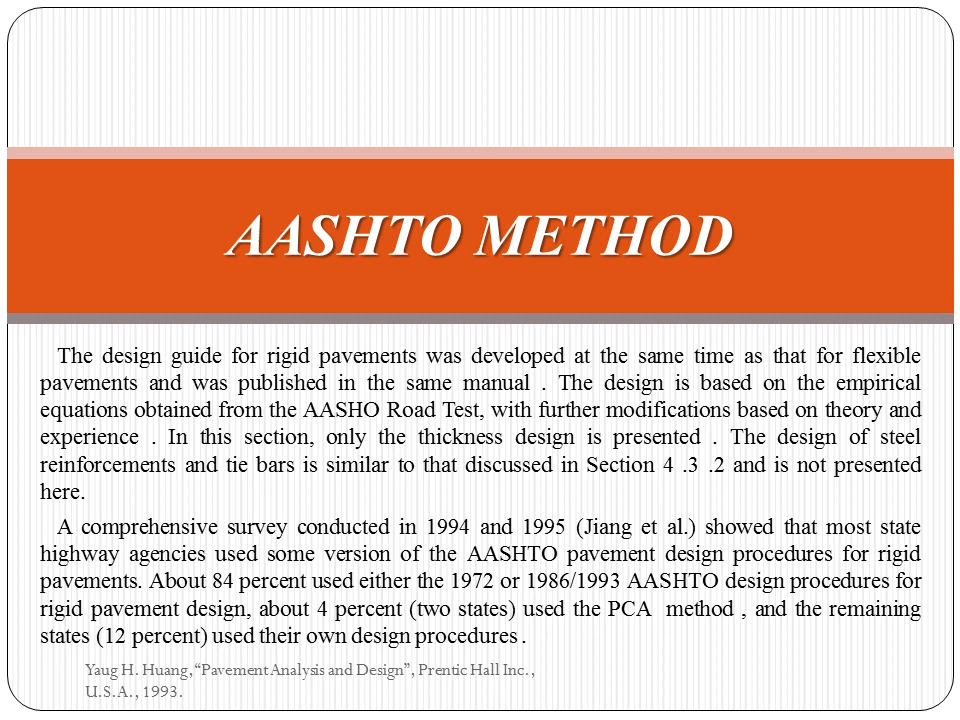 AASHTO METHOD
The design guide for rigid pavements was developed at the same time as that for flexible
pavements and was published in the same manual . The design is based on the empirical
equations obtained from the AASHO Road Test, with further modifications based on theory and
experience . In this section, only the thickness design is presented . The design of steel
reinforcements and tie bars is similar to that discussed in Section 4 .3 .2 and is not presented
here.
A comprehensive survey conducted in 1994 and 1995 (Jiang et al.) showed that most state
highway agencies used some version of the AASHTO pavement design procedures for rigid
pavements. About 84 percent used either the 1972 or 1986/1993 AASHTO design procedures for
rigid pavement design, about 4 percent (two states) used the PCA method , and the remaining
states (12 percent) used their own design procedures .
Yaug H. Huang, “Pavement Analysis and Design”, Prentic Hall Inc.,
U.S.A., 1993.